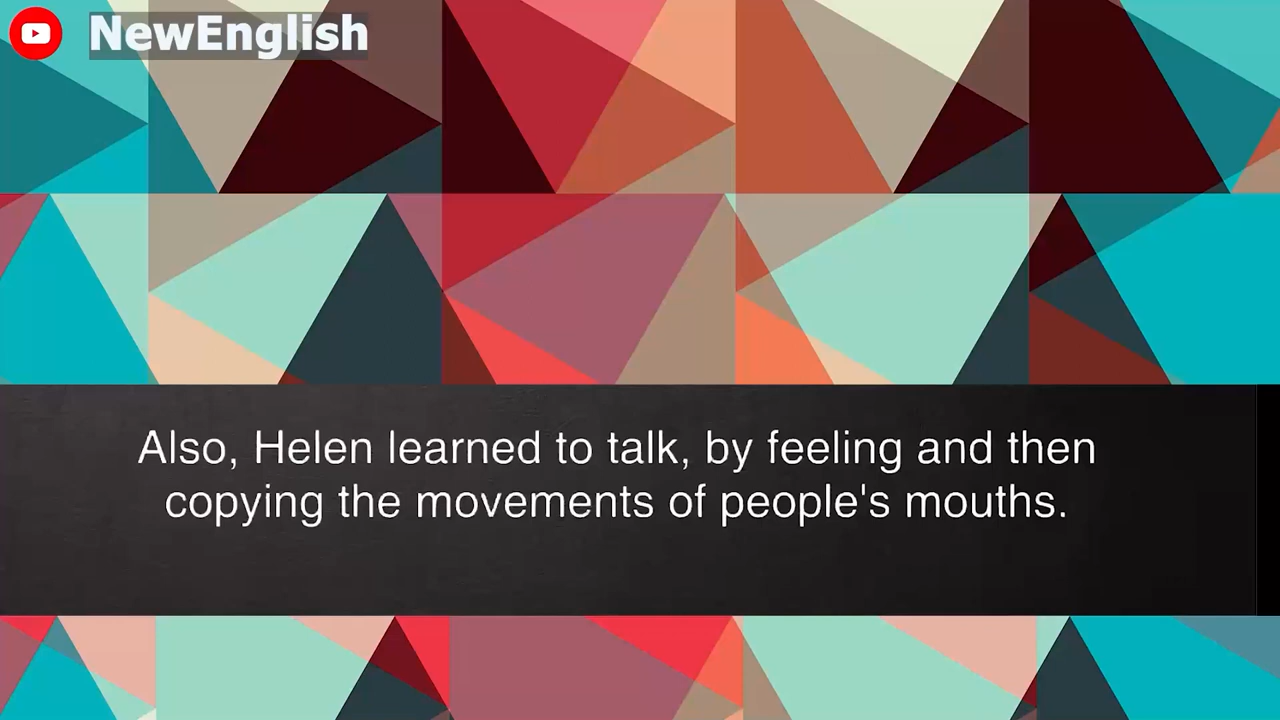 NewEnglish
Also, Helen learned to talk, by feeling and then
copying the movements of people's mouths.